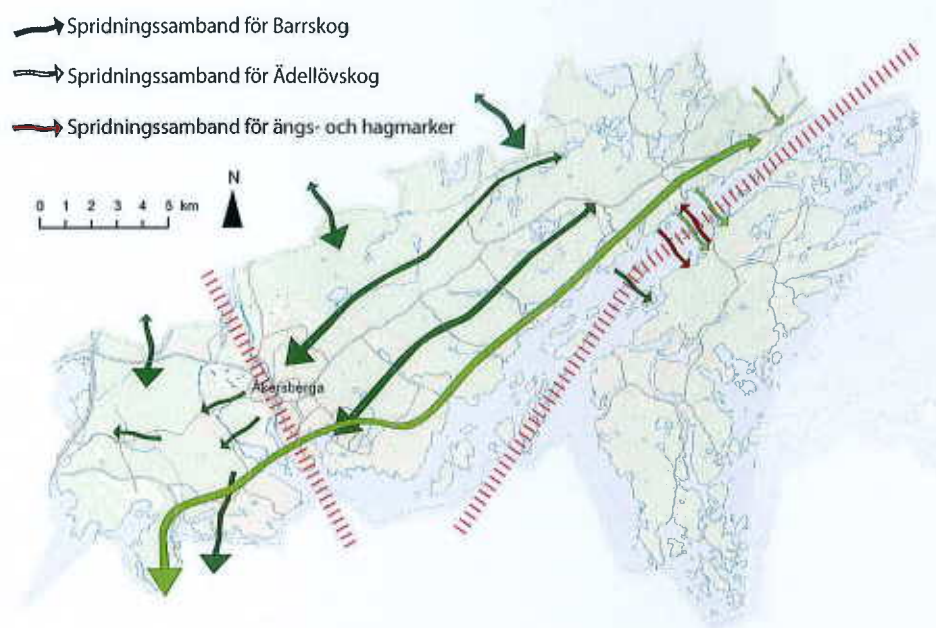 Spridningssamband för Barrskog
Spridningssamband för Ädellövskog
Spridningssamband för ängs- och hagmarker
N
0 1 2 3 4 5 km
Åkersberga